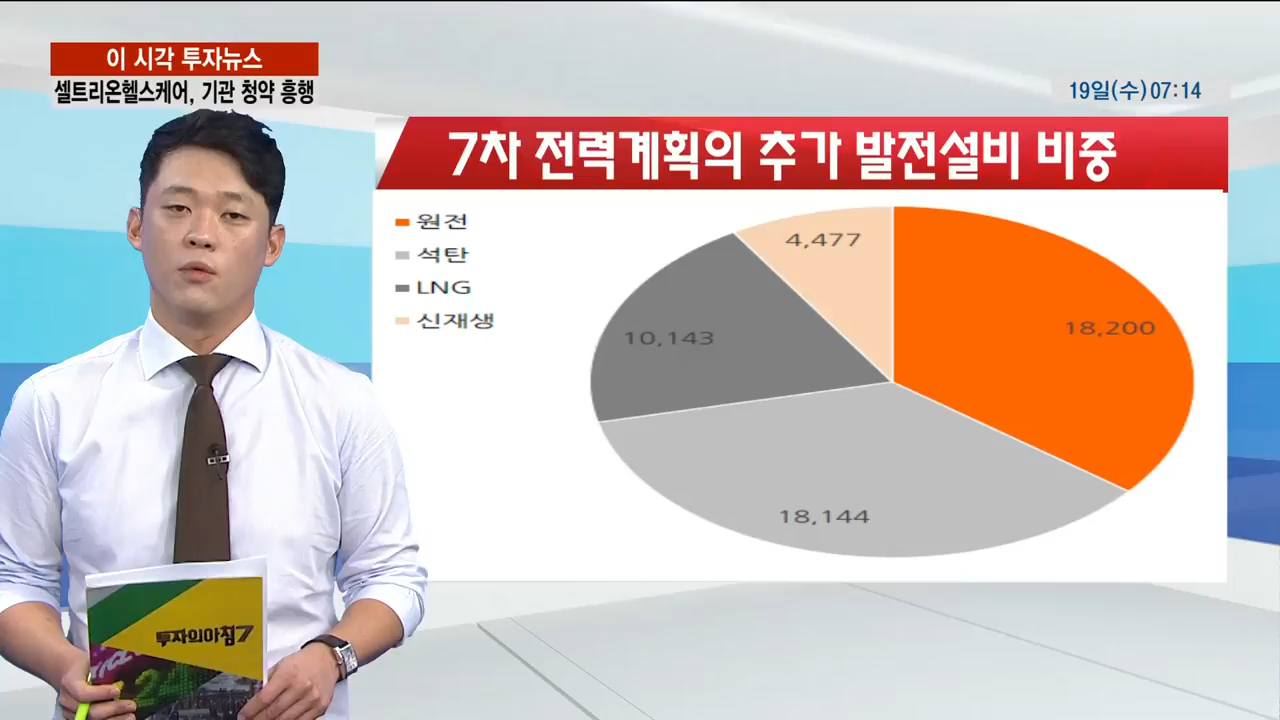 이 시각 투자뉴스
셀트리온헬스케어, 기관 청약 흥행
19일(수)07:14
7차 전력계획의 추가 발전설비 비중
원전
석탄
LNG
신재생
4,477
18,200
10,143
18,144
투자의아침7